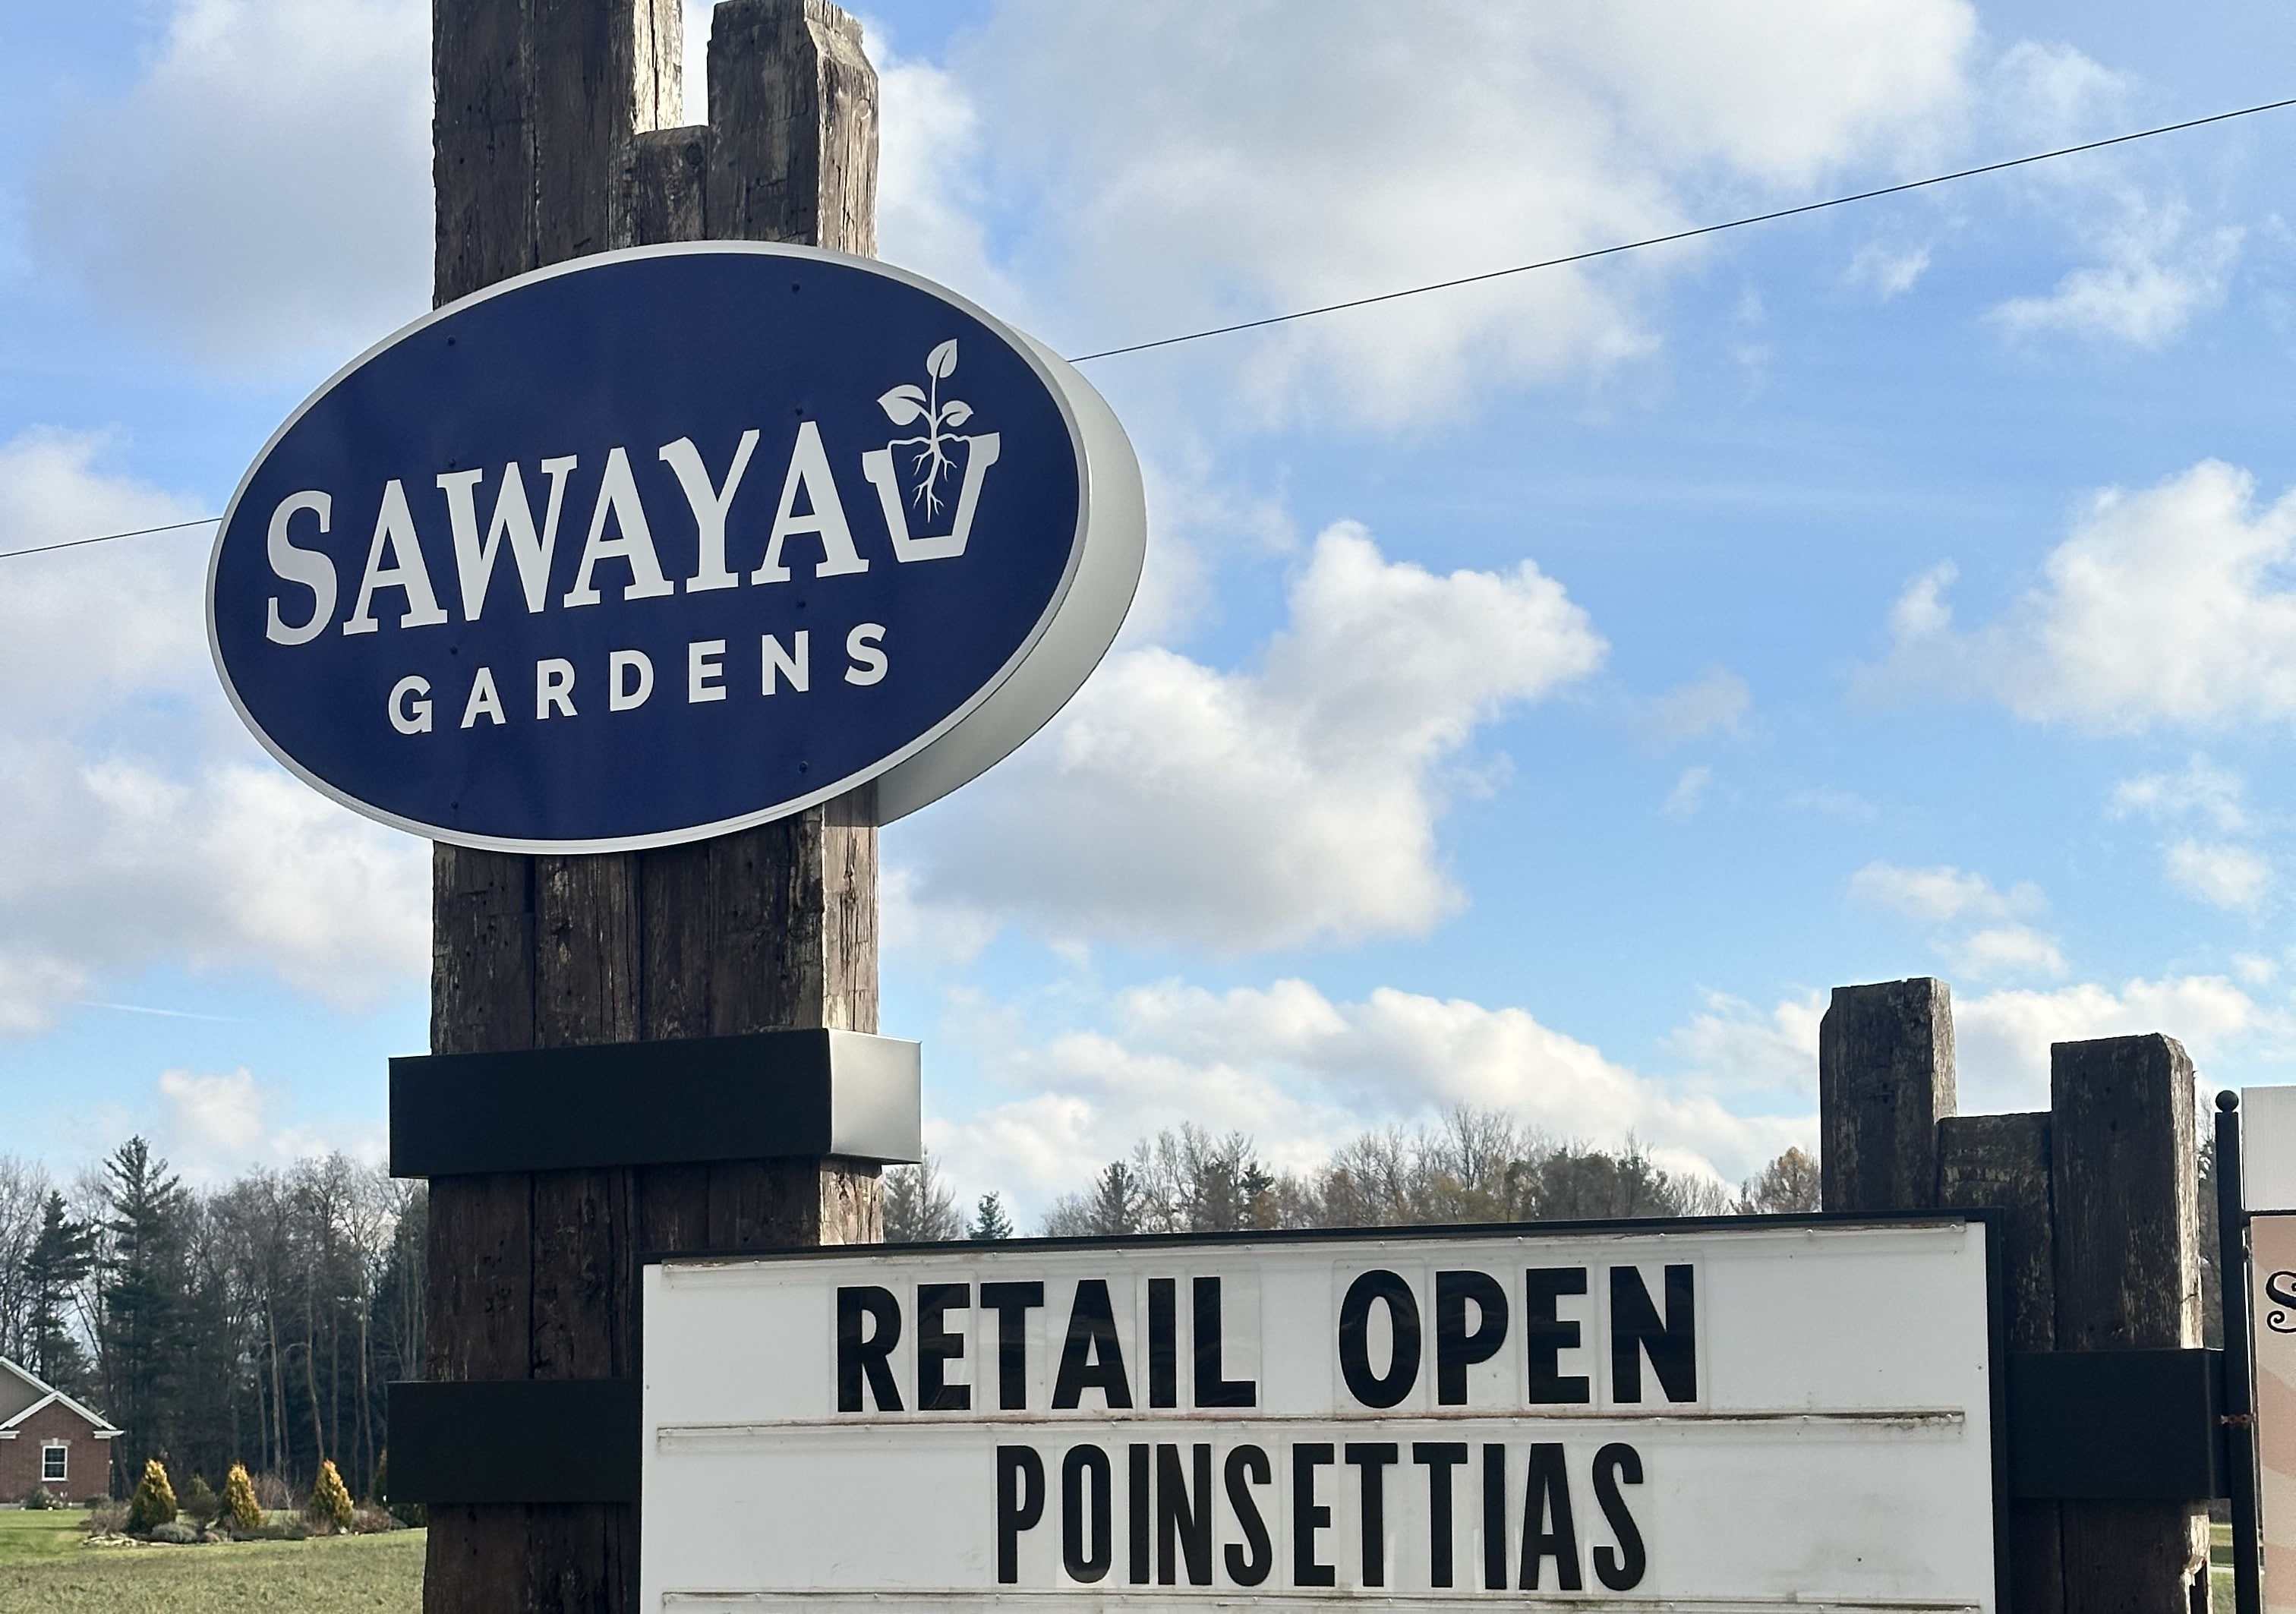 SAWAYA
GARDENS
RETAIL OPEN
POINSETTIAS